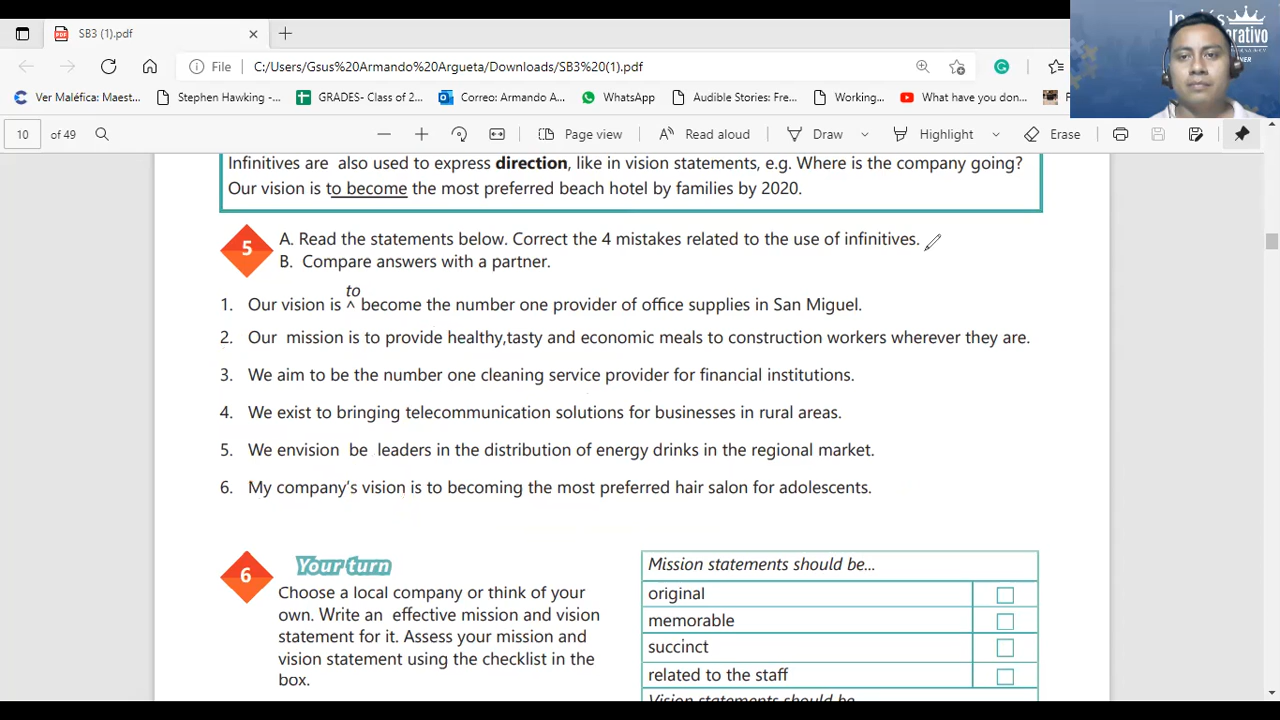 SB3 (1).pdf
File C:/Users/Gsus%20Armando%20Argueta/Downloads/SB3%20(1).pdf
Ver Maléfica: Maest... Stephen Hawking -... GRADES- Class of 2... Correo: Armando A... WhatsApp Audible Stories: Fre... Working... What have you don...
10 of 49 Page view Read aloud Draw Highlight Erase
Infinitives are also used to express direction, like in vision statements, e.g. Where is the company going?
Our vision is to become the most preferred beach hotel by families by 2020.
5 A. Read the statements below. Correct the 4 mistakes related to the use of infinitives.
B. Compare answers with a partner.
to
1. Our vision is ^ become the number one provider of office supplies in San Miguel.
2. Our mission is to provide healthy,tasty and economic meals to construction workers wherever they are.
3. We aim to be the number one cleaning service provider for financial institutions.
4. We exist to bringing telecommunication solutions for businesses in rural areas.
5. We envision be leaders in the distribution of energy drinks in the regional market.
6. My company's vision is to becoming the most preferred hair salon for adolescents.
6 Your turn
Choose a local company or think of your
own. Write an effective mission and vision
statement for it. Assess your mission and
vision statement using the checklist in the
box.
Mission statements should be...
original
memorable
succinct
related to the staff
Vision statements should be